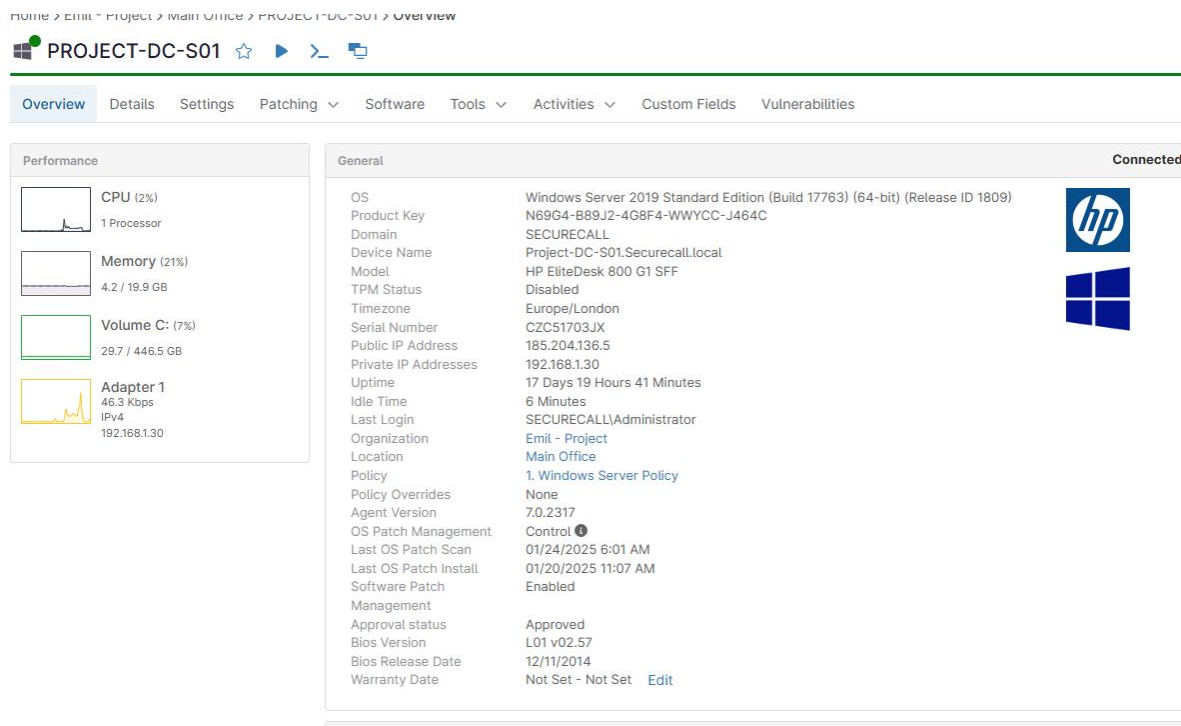 Home > Emil - Project > Main Office > PROJECT-DC-S01 > Overview
PROJECT-DC-S01
Overview Details Settings Patching Software Tools Activities Custom Fields Vulnerabilities
Performance
CPU (2%)
1 Processor
Memory (21%)
4.2 / 19.9 GB
Volume C: (7%)
29.7 / 446.5 GB
Adapter 1
46.3 Kbps
IPv4
192.168.1.30
General Connected
OS Windows Server 2019 Standard Edition (Build 17763) (64-bit) (Release ID 1809)
Product Key N69G4-B89J2-4G8F4-WWYCC-J464C
Domain SECURECALL
Device Name Project-DC-S01.Securecall.local
Model HP EliteDesk 800 G1 SFF
TPM Status Disabled
Timezone Europe/London
Serial Number CZC51703JX
Public IP Address 185.204.136.5
Private IP Addresses 192.168.1.30
Uptime 17 Days 19 Hours 41 Minutes
Idle Time 6 Minutes
Last Login SECURECALL\Administrator
Organization Emil - Project
Location Main Office
Policy 1. Windows Server Policy
Policy Overrides None
Agent Version 7.0.2317
OS Patch Management Control
Last OS Patch Scan 01/24/2025 6:01 AM
Last OS Patch Install 01/20/2025 11:07 AM
Software Patch Enabled
Management
Approval status Approved
Bios Version L01 v02.57
Bios Release Date 12/11/2014
Warranty Date Not Set - Not Set Edit
hp